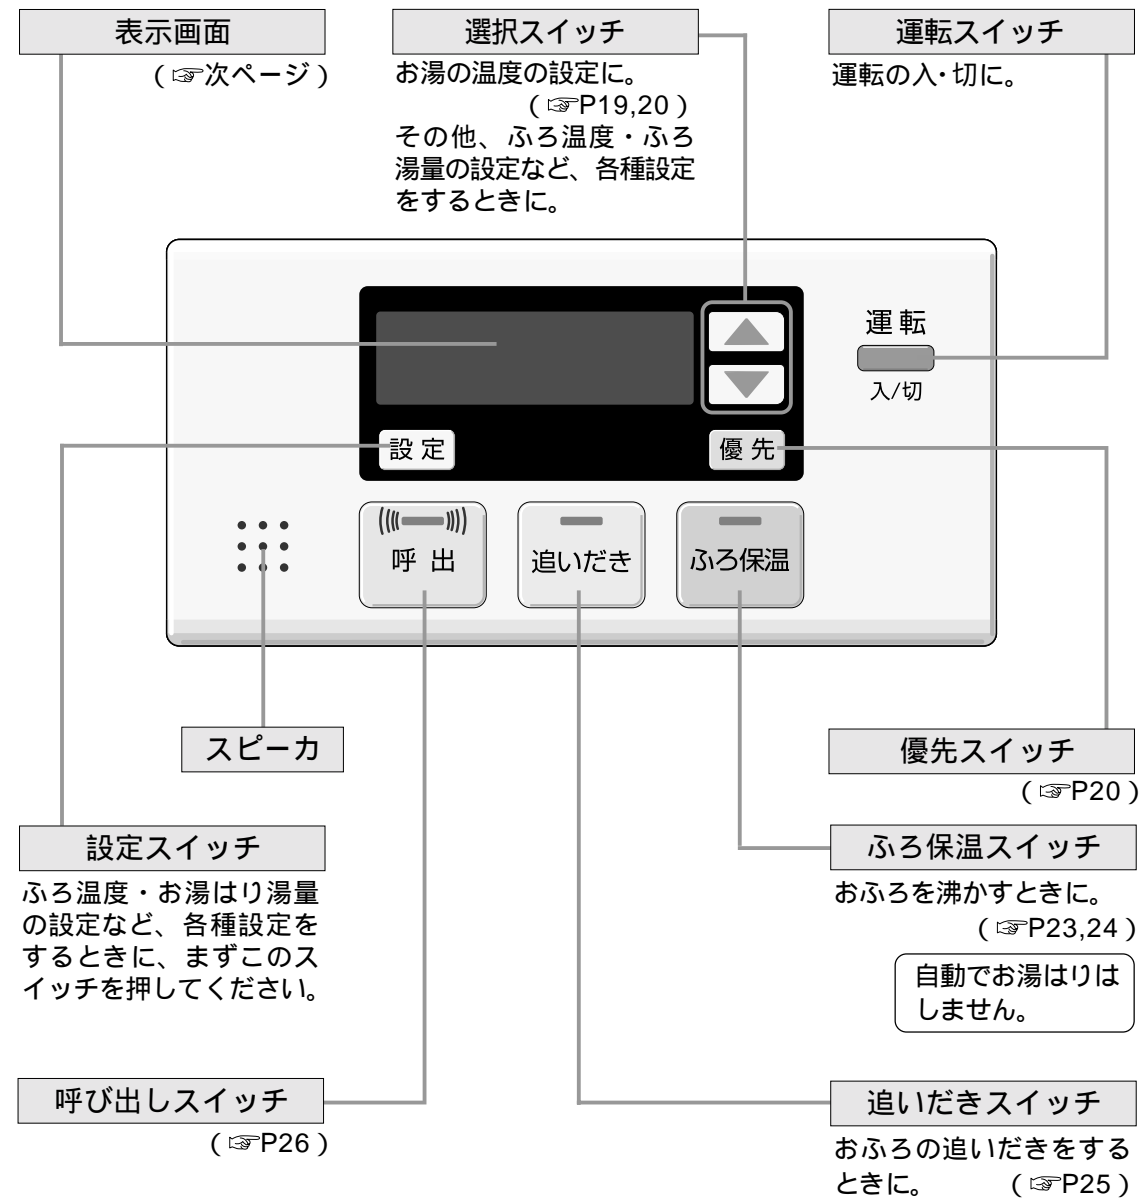 表示画面
(☞次ページ)
選択スイッチ
お湯の温度の設定に。
(☞P19,20)
その他、ふろ温度・ふろ
湯量の設定など、各種設定
をするときに。
運転スイッチ
運転の入・切に。
運転
入/切
設定
優先
呼出
追いだき
ふろ保温
スピーカ
優先スイッチ
(☞P20)
設定スイッチ
ふろ温度・お湯はり湯量
の設定など、各種設定を
するときに、まずこのス
イッチを押してください。
ふろ保温スイッチ
おふろを沸かすときに。
(☞P23,24)
自動でお湯はりは
しません。
呼び出しスイッチ
(☞P26)
追いだきスイッチ
おふろの追いだきをする
ときに。 (☞P25)